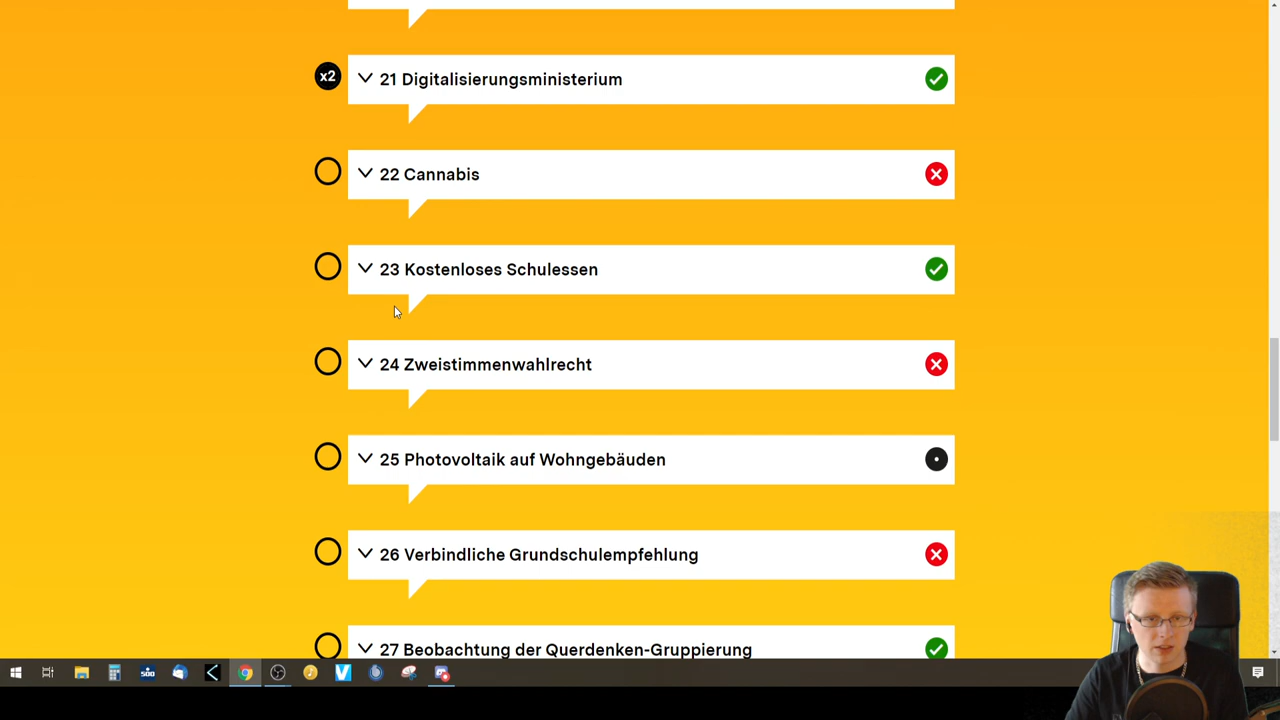 x2
21 Digitalisierungsministerium
22 Cannabis
23 Kostenloses Schulessen
24 Zweistimmenwahlrecht
25 Photovoltaik auf Wohngebäuden
26 Verbindliche Grundschulempfehlung
27 Beobachtung der Querdenken-Gruppierung
500
V